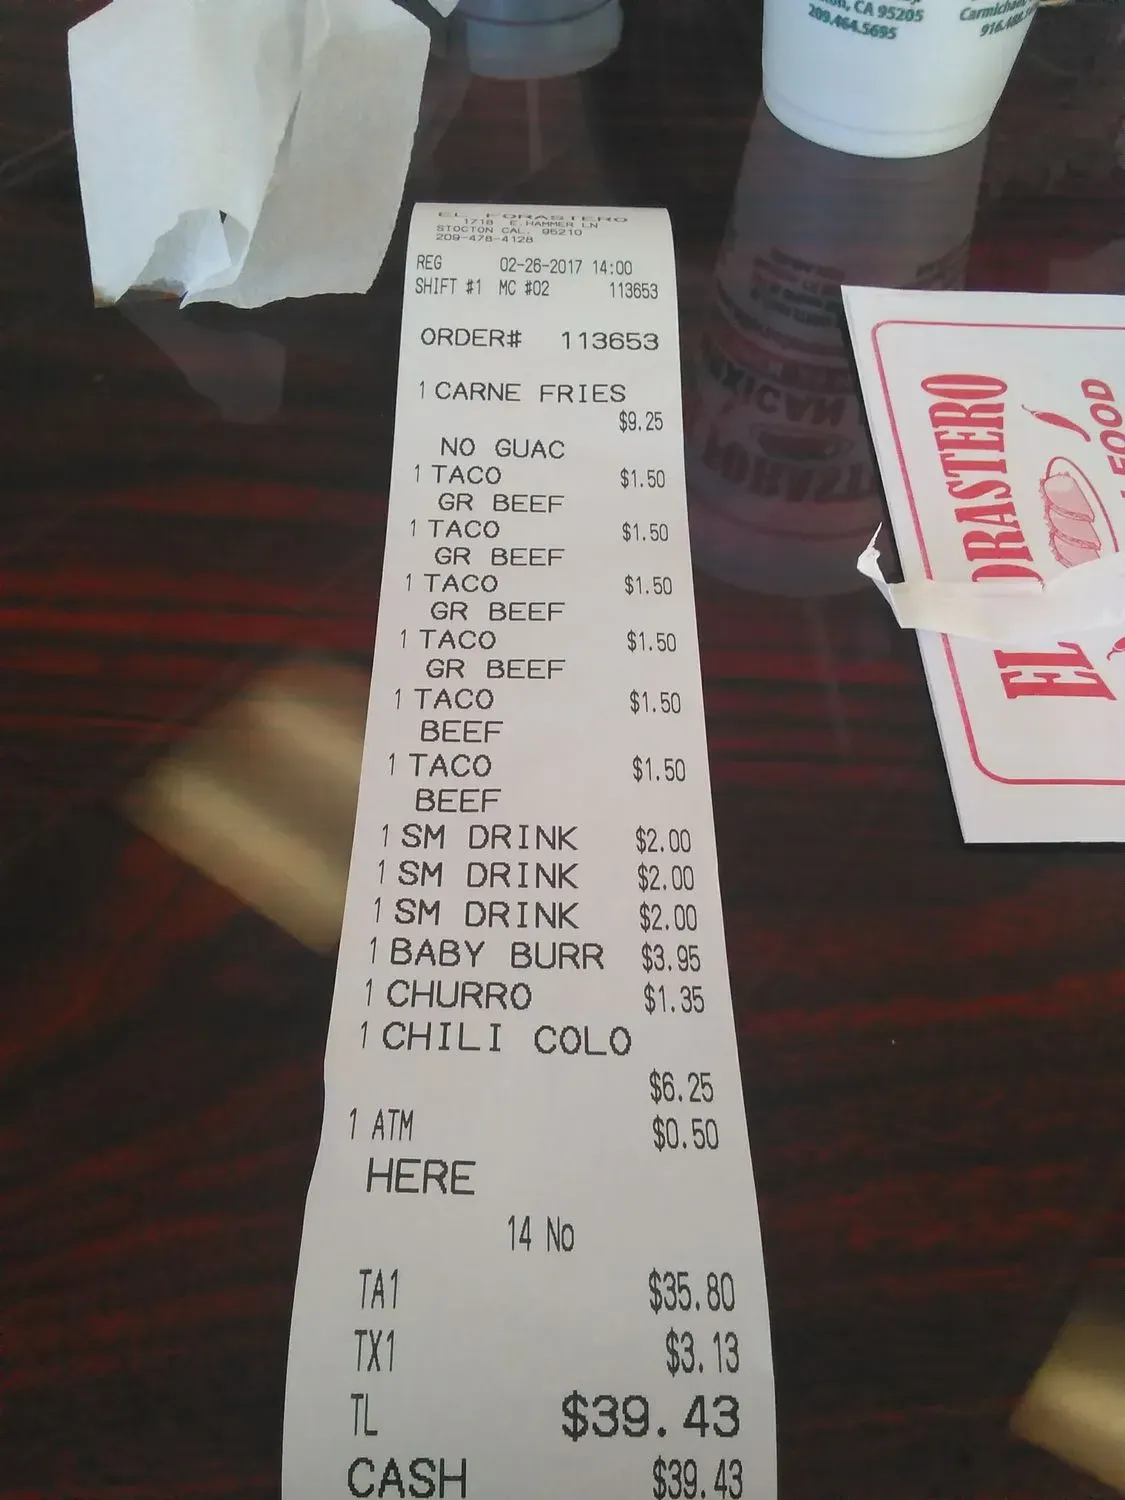 EL FORASTERO
1718 E.HAMMER LN
STOCTON CAL. 95210
209-478-4128
REG 02-26-2017 14:00
SHIFT #1 MC #02 113653
ORDER# 113653
1 CARNE FRIES
$9.25
NO GUAC
1 TACO $1.50
GR BEEF
1 TACO $1.50
GR BEEF
1 TACO $1.50
GR BEEF
1 TACO $1.50
GR BEEF
1 TACO $1.50
BEEF
1 TACO $1.50
BEEF
1 SM DRINK $2.00
1 SM DRINK $2.00
1 SM DRINK $2.00
1 BABY BURR $3.95
1 CHURRO $1.35
1 CHILI COLO
$6.25
1 ATM $0.50
HERE
14 No
TA1 $35.80
TX1 $3.13
TL $39.43
CASH $39.43
CA 95205
209.464.5695
Carmichael
916.48
EL ORASTERO
FOOD